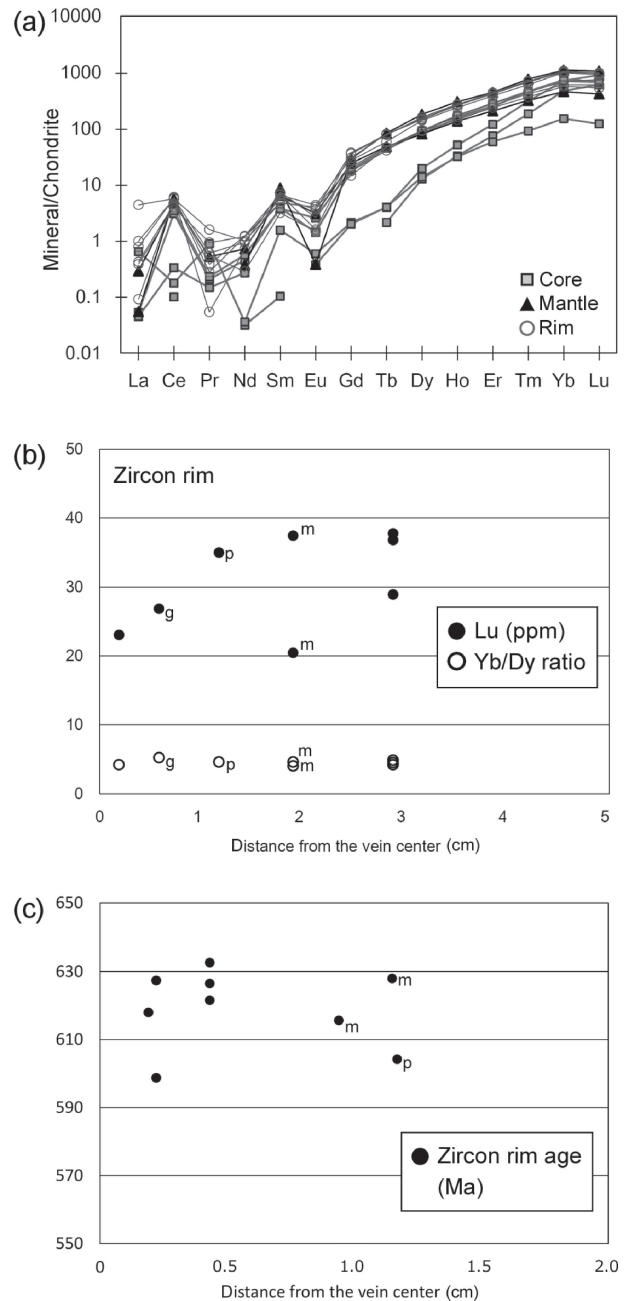 (a)
10000
1000
100
10
1
0.1
0.01
Mineral/Chondrite
Core
Mantle
Rim
La Ce Pr Nd Sm Eu Gd Tb Dy Ho Er Tm Yb Lu
(b)
50
40
30
20
10
0
Zircon rim
g
p
m
m
Lu (ppm)
Yb/Dy ratio
g
p
m
m
0 1 2 3 4 5
Distance from the vein center (cm)
(c)
650
630
610
590
570
550
m
m
p
Zircon rim age
(Ma)
0 0.5 1.0 1.5 2.0
Distance from the vein center (cm)